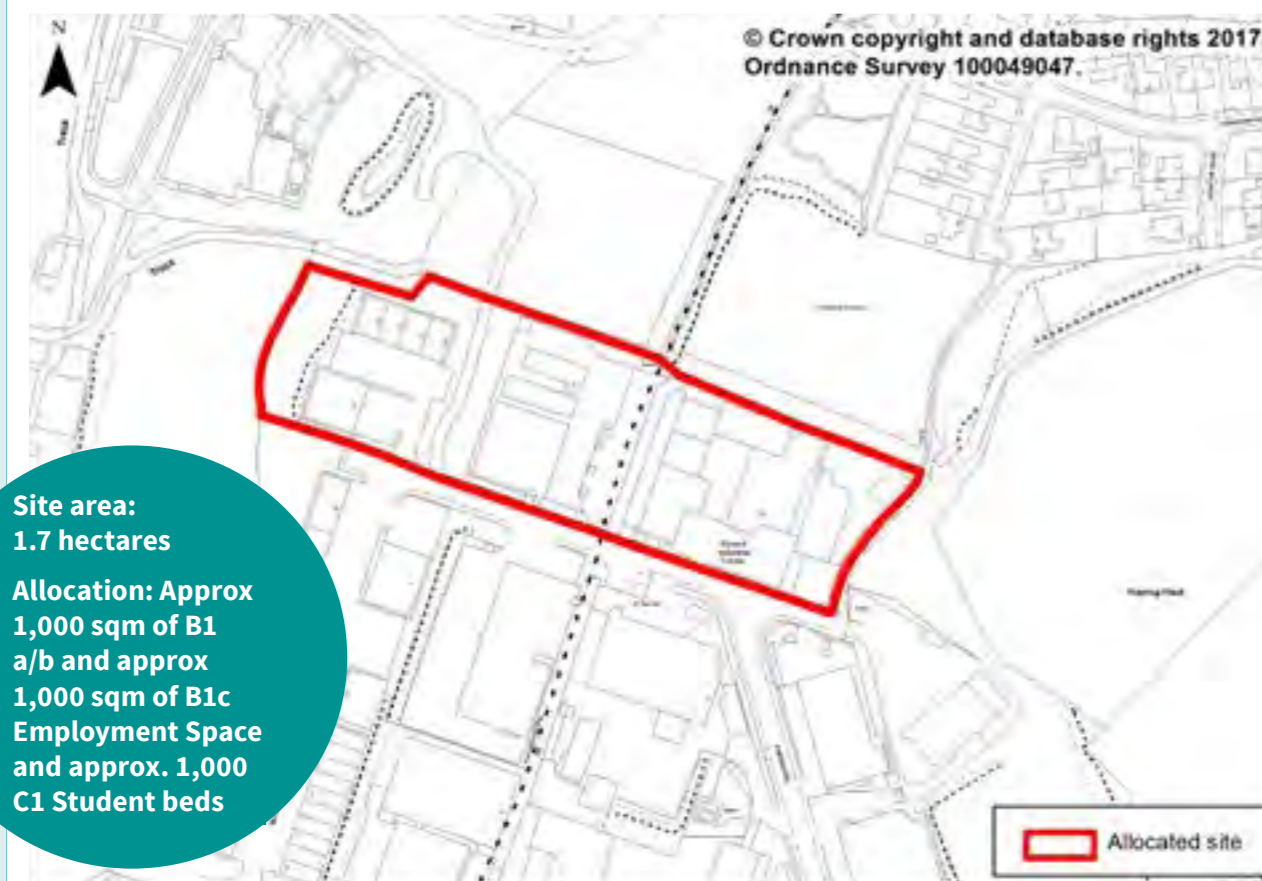 N
© Crown copyright and database rights 2017
Ordnance Survey 100049047.
Track
Site area:
1.7 hectares
Allocation: Approx
1,000 sqm of B1
a/b and approx
1,000 sqm of B1c
Employment Space
and approx. 1,000
C1 Student beds
Allocated site